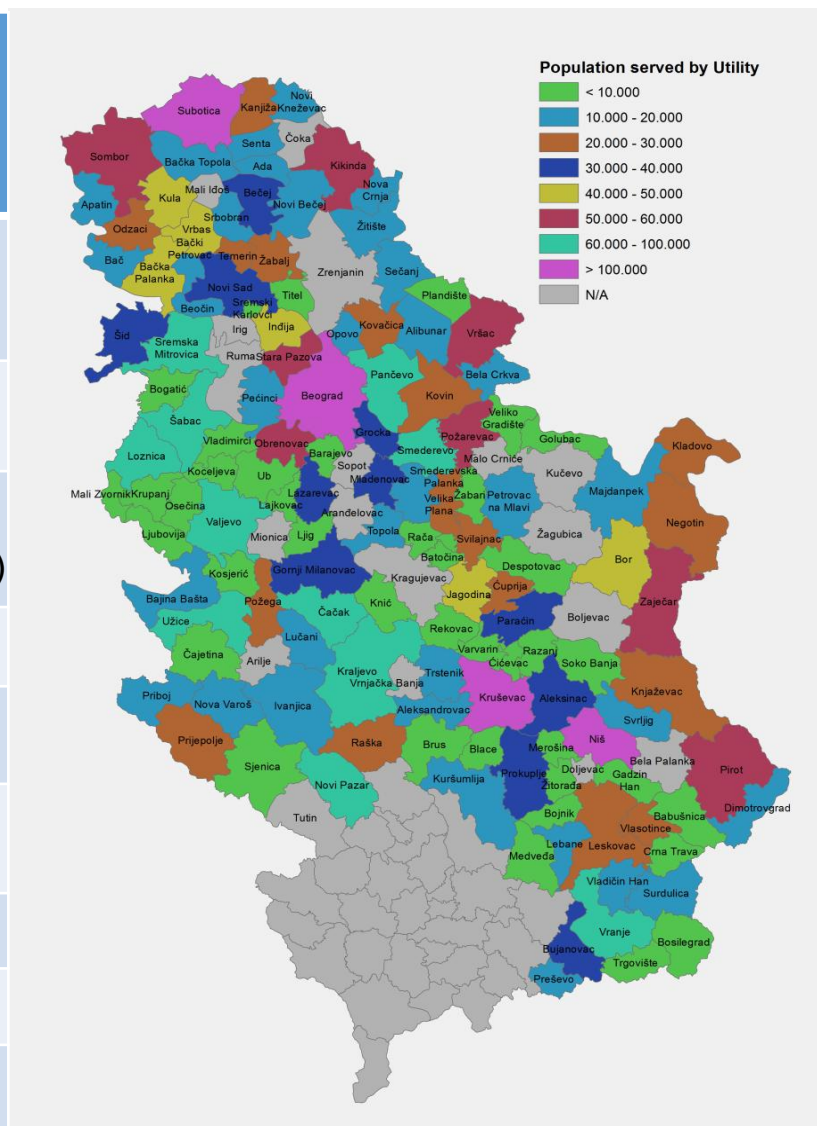 Population served by Utility
< 10.000
10.000 - 20.000
20.000 - 30.000
30.000 - 40.000
40.000 - 50.000
50.000 - 60.000
60.000 - 100.000
> 100.000
N/A
Subotica
Kanjiža
Novi
Kneževac
Senta
Čoka
Sombor
Bačka Topola
Ada
Kikinda
Mali Iđoš
Bečej
Nova
Crnja
Apatin
Kula
Srbobran
Novi Bečej
Odzaci
Vrbas
Žitište
Bački
Petrovac
Temerin
Žabalj
Bač
Bačka
Palanka
Zrenjanin
Sečanj
Novi Sad
Titel
Plandište
Beočin
Sremski
Karlovci
Šid
Irig
Inđija
Opovo
Kovačica
Alibunar
Vršac
Sremska
Mitrovica
Ruma
Stara Pazova
Pančevo
Bela Crkva
Bogatić
Pećinci
Beograd
Kovin
Šabac
Grocka
Veliko
Gradište
Vladimirci
Obrenovac
Požarevac
Golubac
Kladovo
Loznica
Barajevo
Smederevo
Malo Crniće
Koceljeva
Ub
Sopot
Smederevska
Palanka
Kučevo
Mali Zvornik
Krupanj
Lazarevac
Mladenovac
Žaban
Petrovac
na Mlavi
Majdanpek
Osečina
Lajkovac
Velika
Plana
Negotin
Valjevo
Aranđelovac
Ljubovija
Mionica
Ljig
Topola
Rača
Svilajnac
Žagubica
Batočina
Bor
Kosjerić
Gornji Milanovac
Despotovac
Bajina Bašta
Kragujevac
Požega
Čačak
Knić
Jagodina
Ćuprija
Zaječar
Užice
Lučani
Paraćin
Boljevac
Rekovac
Čajetina
Arilje
Kraljevo
Varvarin
Razanj
Vrnjačka Banja
Trstenik
Ćićevac
Soko Banja
Priboj
Nova Varoš
Ivanjica
Aleksandrovac
Kruševac
Aleksinac
Knjaževac
Svrljig
Prijepolje
Raška
Brus
Blace
Merošina
Niš
Sjenica
Kuršumlija
Prokuplje
Doljevac
Bela Palanka
Pirot
Novi Pazar
Žitorađa
Gadzin
Han
Dimotrovgrad
Tutin
Bojnik
Babušnica
Vlasotince
Medveđa
Lebane
Leskovac
Crna Trava
Vladičin Han
Surdulica
Vranje
Bosilegrad
Bujanovac
Trgovište
Preševo
)